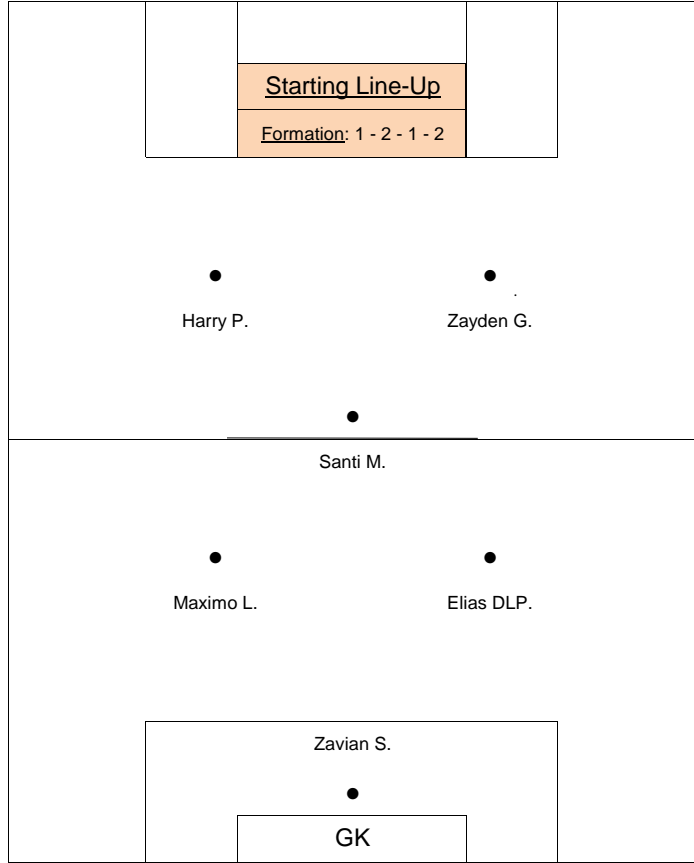 Starting Line-Up
Formation: 1 - 2 - 1 - 2
.
Harry P. Zayden G.
Santi M.
Maximo L. Elias DLP.
Zavian S.
GK